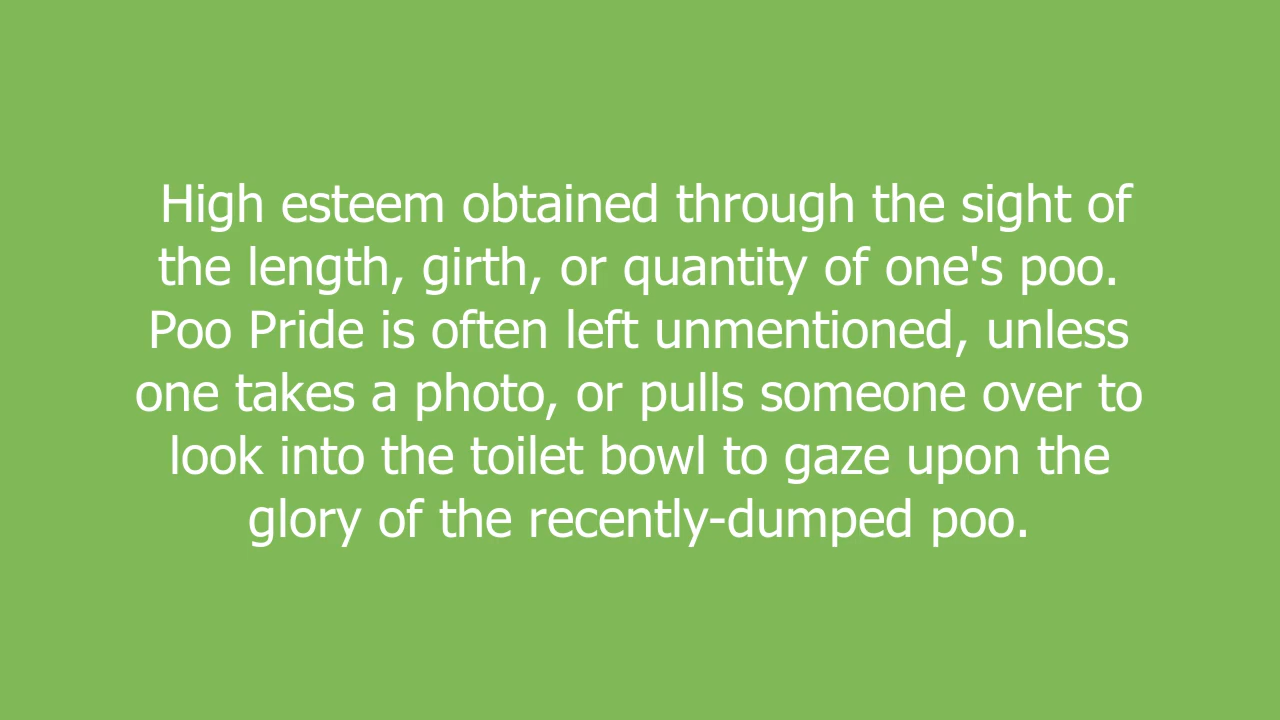 High esteem obtained through the sight of
the length, girth, or quantity of one's poo.
Poo Pride is often left unmentioned, unless
one takes a photo, or pulls someone over to
look into the toilet bowl to gaze upon the
glory of the recently-dumped poo.